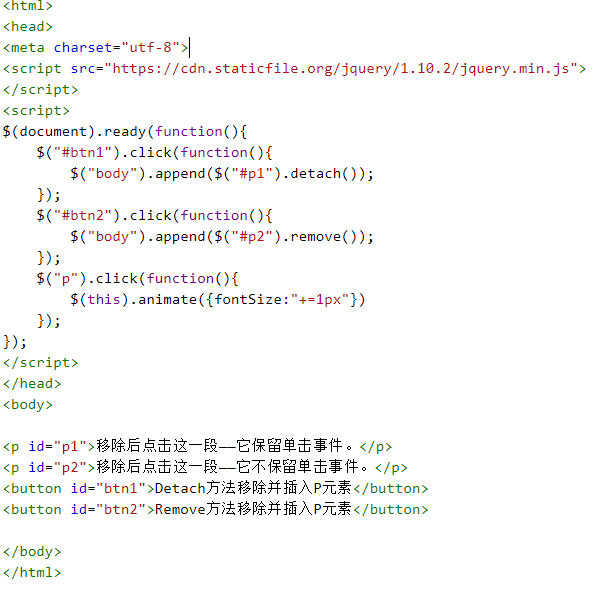 <html>
<head>
<meta charset="utf-8">
<script src="https://cdn.staticfile.org/jquery/1.10.2/jquery.min.js">
</script>
<script>
$(document).ready(function(){
    $("#btn1").click(function(){
        $("body").append($("#p1").detach());
    });
    $("#btn2").click(function(){
        $("body").append($("#p2").remove());
    });
    $("p").click(function(){
        $(this).animate({fontSize:"+=1px"})
    });
});
</script>
</head>
<body>

<p id="p1">移除后点击这一段——它保留单击事件。</p>
<p id="p2">移除后点击这一段——它不保留单击事件。</p>
<button id="btn1">Detach方法移除并插入P元素</button>
<button id="btn2">Remove方法移除并插入P元素</button>

</body>
</html>